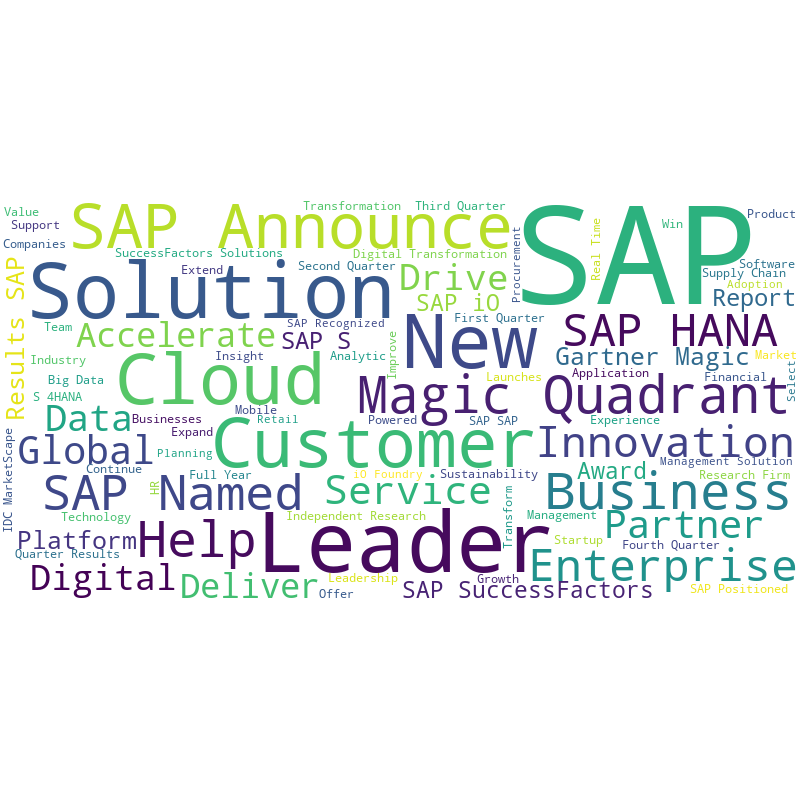 Value
Transformation
Third Quarter
SAP
Product
Support
SAP Announce
Win
Companies
SuccessFactors Solutions
Digital Transformation
Procurement
Real Time
Software
Solution
Extend
Second Quarter
Drive
Supply Chain
Adoption
Results SAP
SAP iO
Report
Team
Accelerate
SAP Recognized
SAP S
First Quarter
New
SAP HANA
Industry
Insight
Analytic
Improve
Gartner Magic
Market
Big Data
Cloud
Launches
Application
Financial
Select
S 4HANA
Magic Quadrant
Data
Businesses
Mobile
Retail
Powered
SAP SAP
Experience
Global
Expand
Planning
Customer
Innovation
IDC MarketScape
Continue
Full Year
iO Foundry
Sustainability
Award
Management Solution
Research Firm
HR
SAP Named
Service
Business
Technology
Independent Research
Transform
Management
Partner
Platform
Help
Leader
Startup
Fourth Quarter
Quarter Results
Enterprise
Digital
Deliver
Leadership
Offer
Growth
SAP SuccessFactors
SAP Positioned